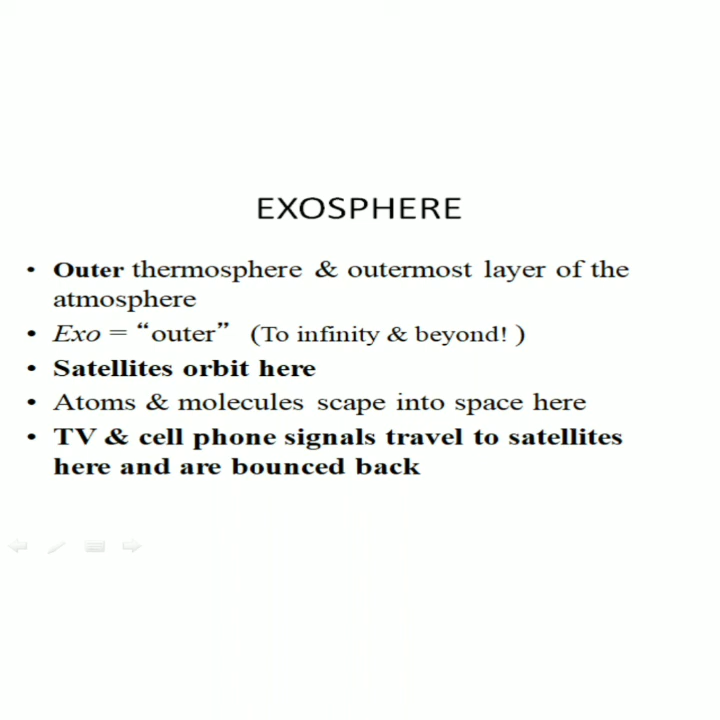 EXOSPHERE
• Outer thermosphere & outermost layer of the
atmosphere
• Exo = “outer” (To infinity & beyond! )
• Satellites orbit here
• Atoms & molecules scape into space here
• TV & cell phone signals travel to satellites
here and are bounced back